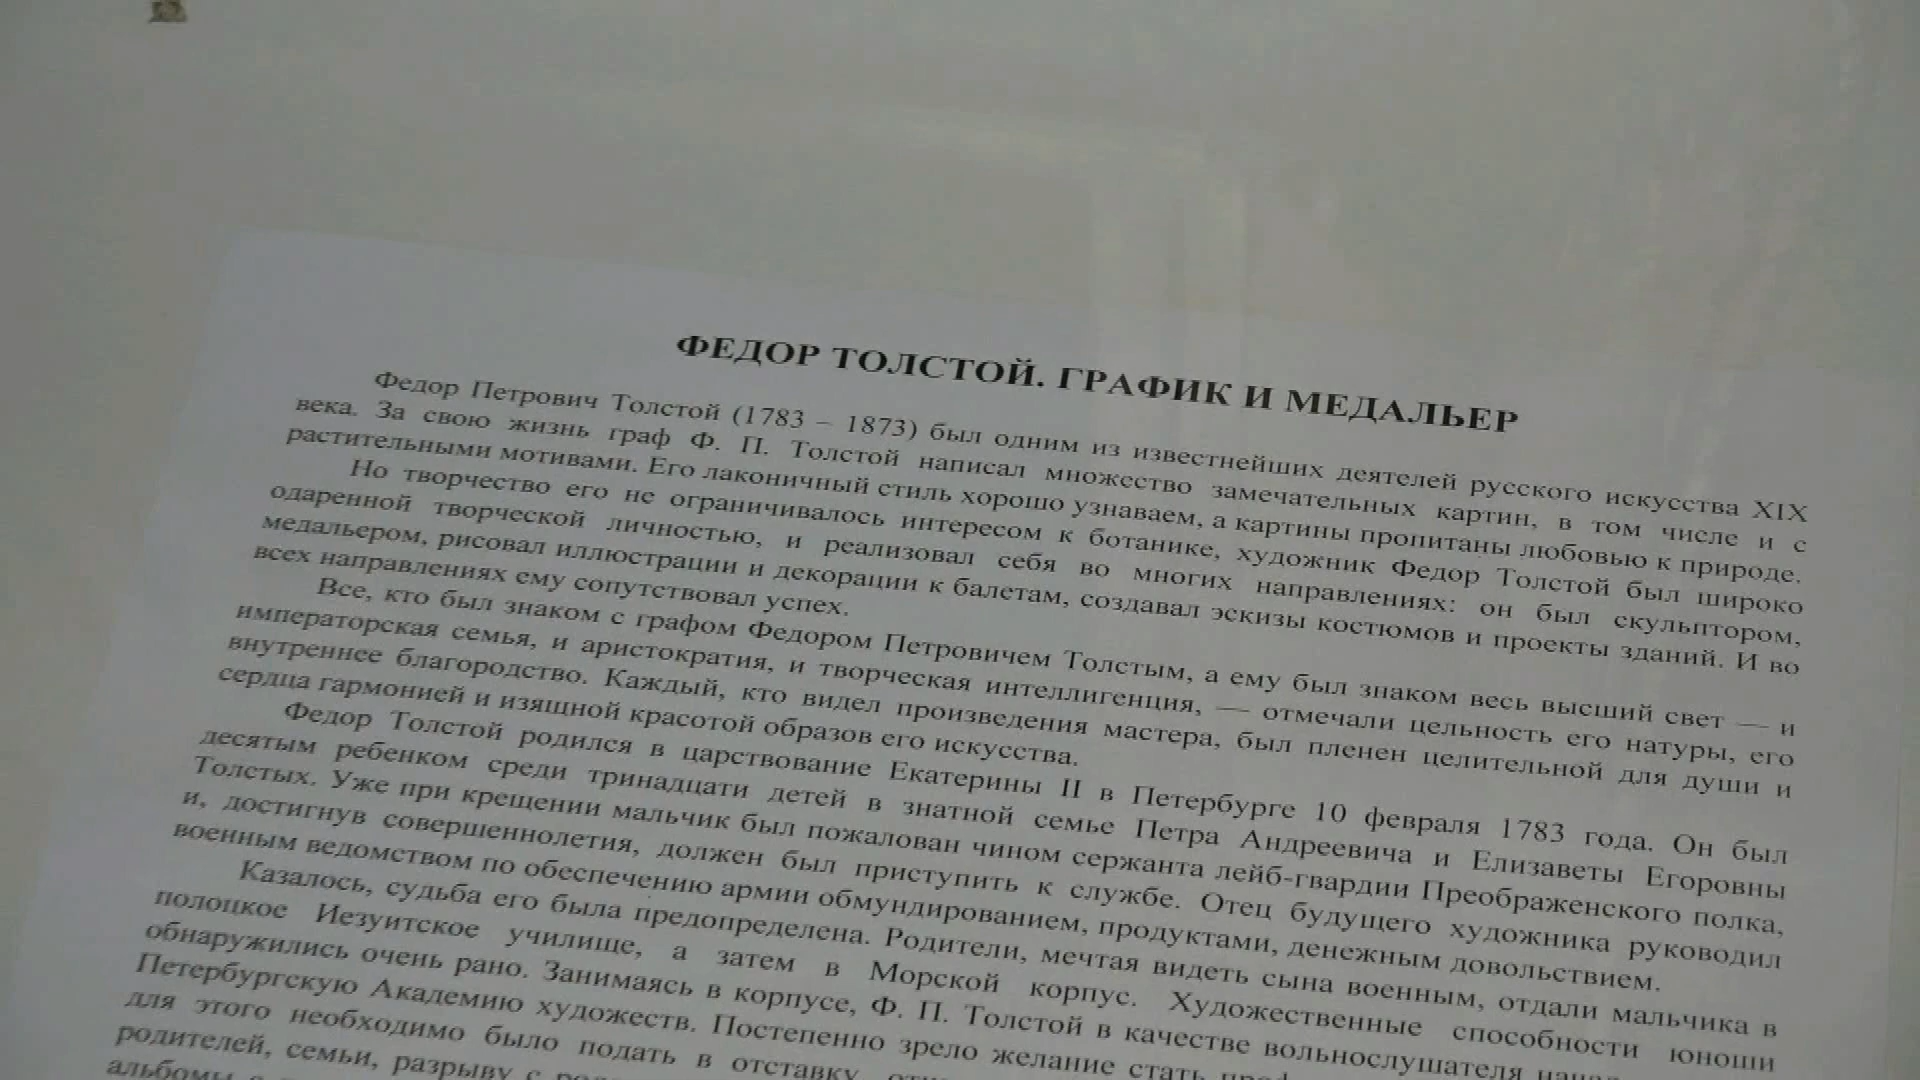 ФЕДОР ТОЛСТОЙ. ГРАФИК И МЕДАЛЬЕР
Федор Петрович Толстой (1783 – 1873) был одним из известнейших деятелей русского искусства XIX
века. За свою жизнь граф Ф. П. Толстой написал множество замечательных картин, в том числе и с
растительными мотивами. Его лаконичный стиль хорошо узнаваем, а картины пропитаны любовью к природе.
Но творчество его не ограничивалось интересом к ботанике, художник Федор Толстой был широко
одаренной творческой личностью, и реализовал себя во многих направлениях: он был скульптором,
медальером, рисовал иллюстрации и декорации к балетам, создавал эскизы костюмов и проекты зданий. И во
всех направлениях ему сопутствовал успех.
Все, кто был знаком с графом Федором Петровичем Толстым, а ему был знаком весь высший свет — и
императорская семья, и аристократия, и творческая интеллигенция, — отмечали цельность его натуры, его
внутреннее благородство. Каждый, кто видел произведения мастера, был пленен целительной для души и
сердца гармонией и изящной красотой образов его искусства.
Федор Толстой родился в царствование Екатерины II в Петербурге 10 февраля 1783 года. Он был
десятым ребенком среди тринадцати детей в знатной семье Петра Андреевича и Елизаветы Егоровны
Толстых. Уже при крещении мальчик был пожалован чином сержанта лейб-гвардии Преображенского полка,
и, достигнув совершеннолетия, должен был приступить к службе. Отец будущего художника руководил
военным ведомством по обеспечению армии обмундированием, продуктами, денежным довольствием.
Казалось, судьба его была предопределена. Родители, мечтая видеть сына военным, отдали мальчика в
полоцкое Иезуитское училище, а затем в Морской корпус. Художественные способности юноши
обнаружились очень рано. Занимаясь в корпусе, Ф. П. Толстой в качестве вольнослушателя
Петербургскую Академию художеств. Постепенно зрело желание стать
для этого необходимо было подать в отставку
родителей, семьи, разрыву с
альбомы